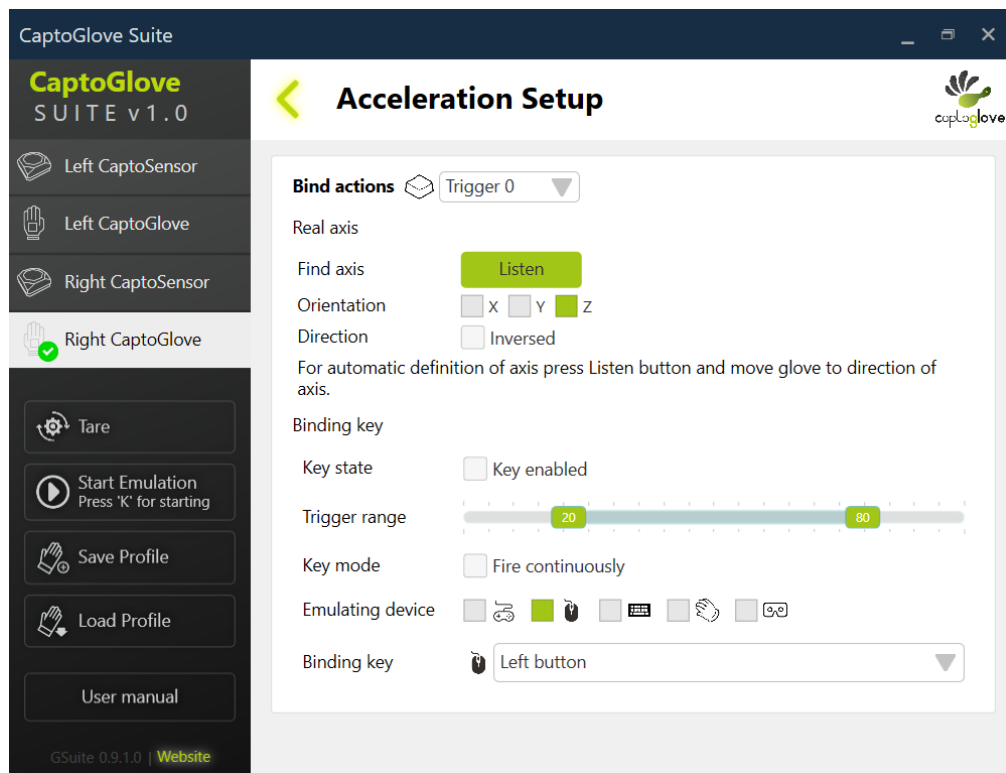 CaptoGlove Suite
CaptoGlove
SUITE v1.0
Left CaptoSensor
Left CaptoGlove
Right CaptoSensor
Right CaptoGlove
Tare
Start Emulation
Press 'K' for starting
Save Profile
Load Profile
User manual
GSuite 0.9.1.0 | Website
Acceleration Setup
captoglove
Bind actions Trigger 0
Real axis
Find axis Listen
Orientation X Y Z
Direction Inversed
For automatic definition of axis press Listen button and move glove to direction of
axis.
Binding key
Key state Key enabled
Trigger range 20 80
Key mode Fire continuously
Emulating device
Binding key Left button